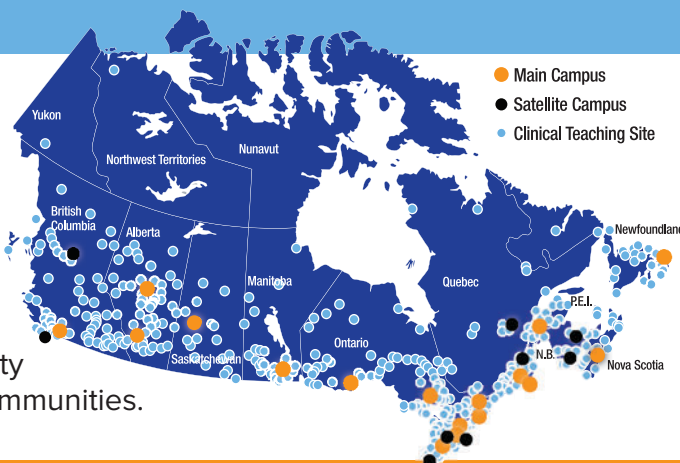 Main Campus
Satellite Campus
Clinical Teaching Site
Yukon
Northwest Territories
Nunavut
British
Columbia
Alberta
Newfoundland
Manitoba
Quebec
P.E.I.
Ontario
Saskatchewan
N.B.
Nova Scotia
ty
mmunities.